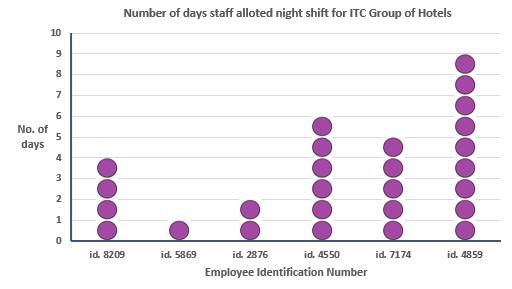 Number of days staff alloted night shift for ITC Group of Hotels
10
9
8
7
6
5
4
3
2
1
0
No. of
days
id. 8209 id. 5869 id. 2876 id. 4550 id. 7174 id. 4859
Employee Identification Number